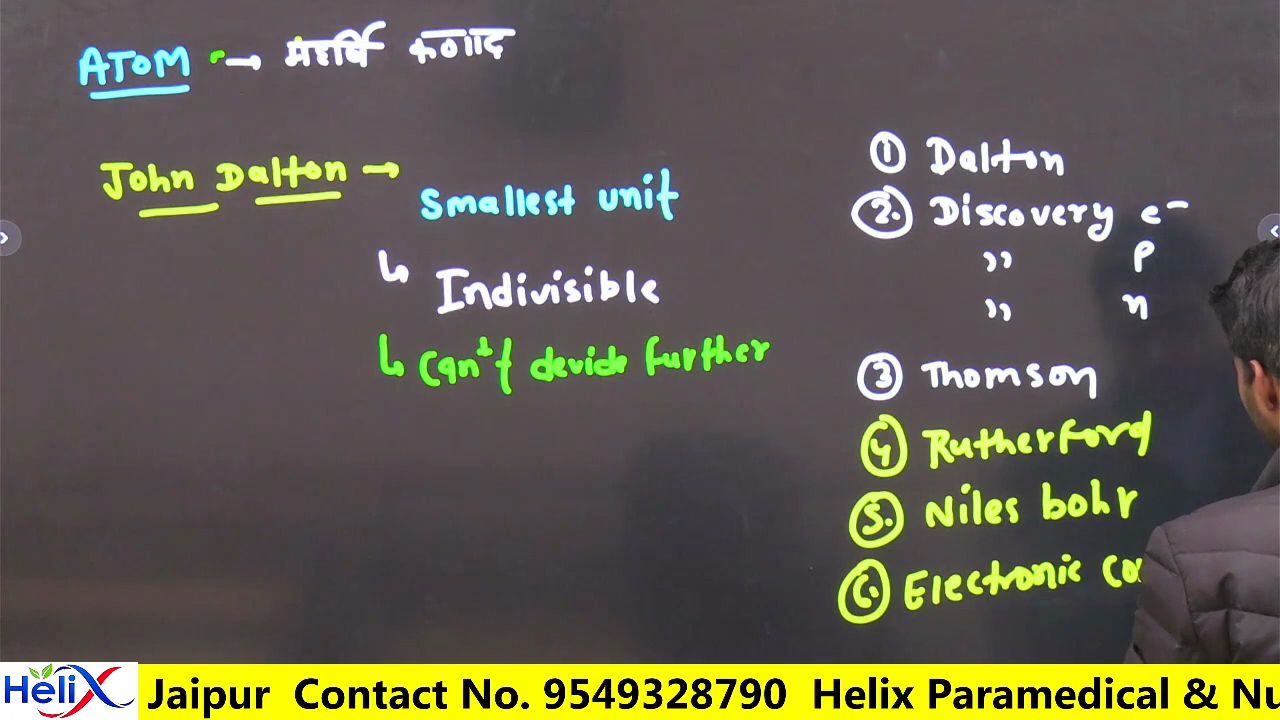 ATOM → महर्षि कणाद
John Dalton →
Smallest unit
↳ Indivisible
↳ Can't devide further
① Dalton
②. Discovery e⁻
,, p
,, n
③ Thomson
④ Rutherford
⑤. Niles bohr
⑥. Electronic
HeliX Jaipur Contact No. 9549328790 Helix Paramedical & Nu